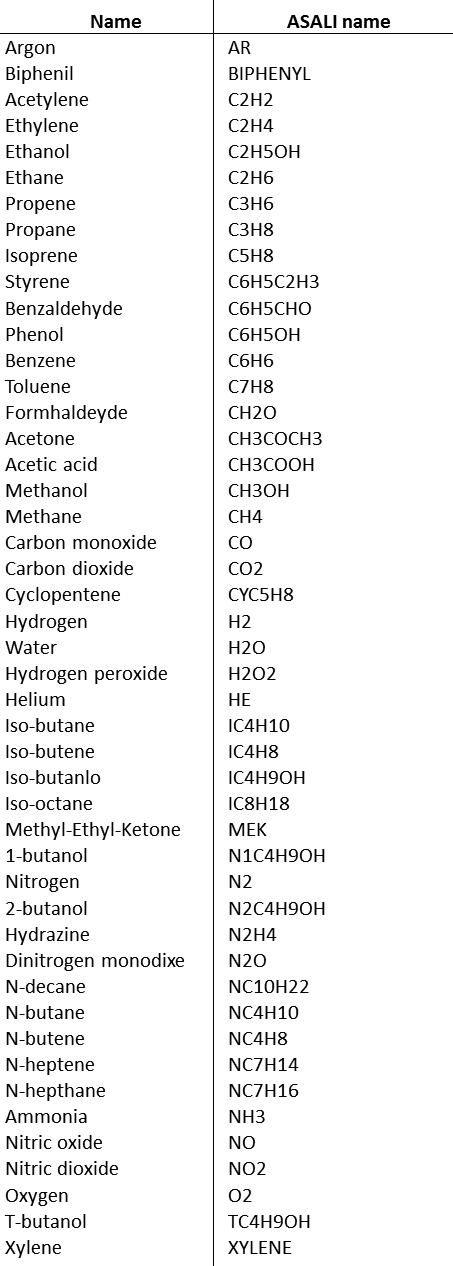 Name ASALI name
Argon AR
Biphenil BIPHENYL
Acetylene C2H2
Ethylene C2H4
Ethanol C2H5OH
Ethane C2H6
Propene C3H6
Propane C3H8
Isoprene C5H8
Styrene C6H5C2H3
Benzaldehyde C6H5CHO
Phenol C6H5OH
Benzene C6H6
Toluene C7H8
Formhaldeyde CH2O
Acetone CH3COCH3
Acetic acid CH3COOH
Methanol CH3OH
Methane CH4
Carbon monoxide CO
Carbon dioxide CO2
Cyclopentene CYC5H8
Hydrogen H2
Water H2O
Hydrogen peroxide H2O2
Helium HE
Iso-butane IC4H10
Iso-butene IC4H8
Iso-butanlo IC4H9OH
Iso-octane IC8H18
Methyl-Ethyl-Ketone MEK
1-butanol N1C4H9OH
Nitrogen N2
2-butanol N2C4H9OH
Hydrazine N2H4
Dinitrogen monodixe N2O
N-decane NC10H22
N-butane NC4H10
N-butene NC4H8
N-heptene NC7H14
N-hepthane NC7H16
Ammonia NH3
Nitric oxide NO
Nitric dioxide NO2
Oxygen O2
T-butanol TC4H9OH
Xylene XYLENE